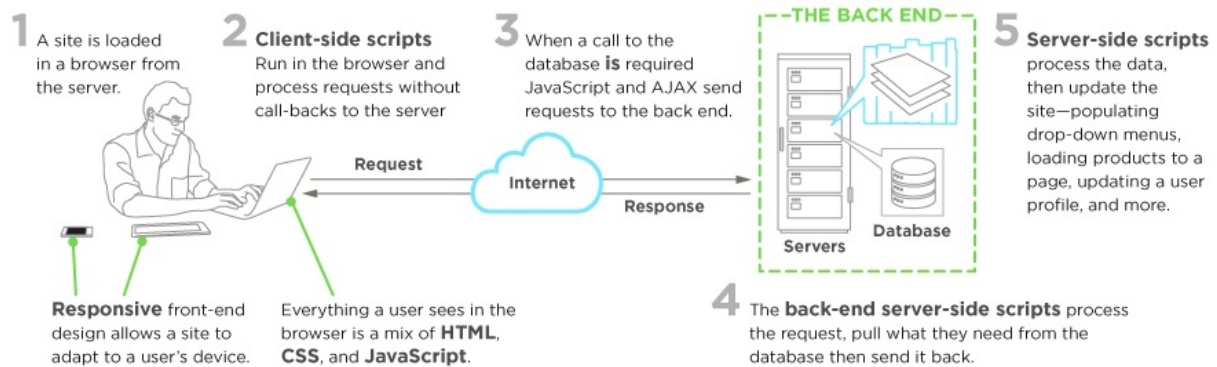 1 A site is loaded
in a browser from
the server.
2 Client-side scripts
Run in the browser and
process requests without
call-backs to the server
3 When a call to the
database is required
JavaScript and AJAX send
requests to the back end.
THE BACK END
Servers
Database
5 Server-side scripts
process the data,
then update the
site—populating
drop-down menus,
loading products to a
page, updating a user
profile, and more.
Request
Internet
Response
Responsive front-end
design allows a site to
adapt to a user's device.
Everything a user sees in the
browser is a mix of HTML,
CSS, and JavaScript.
4 The back-end server-side scripts process
the request, pull what they need from the
database then send it back.